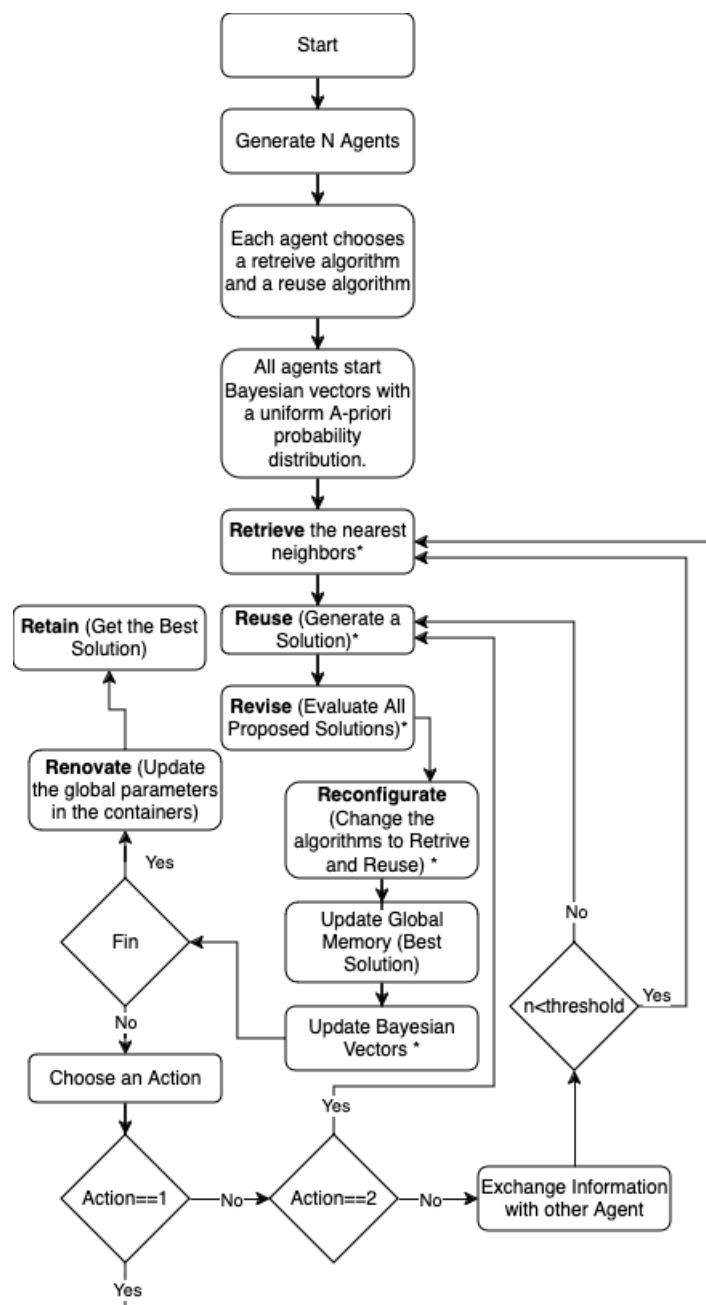 Start
Generate N Agents
Each agent chooses
a retreive algorithm
and a reuse algorithm
All agents start
Bayesian vectors with
a uniform A-priori
probability
distribution.
Retrieve the nearest
neighbors*
Reuse (Generate a
Solution)*
Revise (Evaluate All
Proposed Solutions)*
Reconfigurate
(Change the
algorithms to Retrive
and Reuse) *
Update Global
Memory (Best
Solution)
Update Bayesian
Vectors *
Retain (Get the Best
Solution)
Renovate (Update
the global parameters
in the containers)
Yes
Fin
No
Choose an Action
Action==1
Yes
No
Action==2
Yes
No
Exchange Information
with other Agent
n<threshold
No
Yes